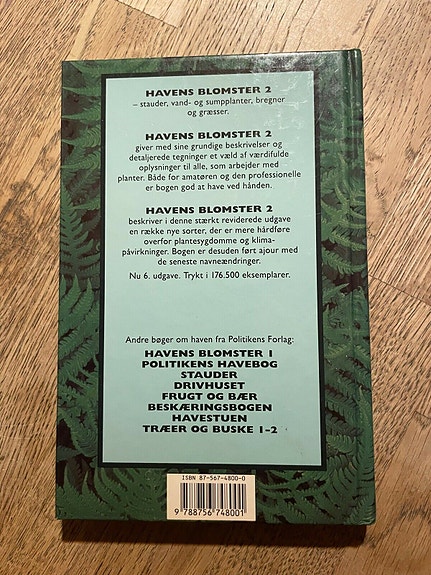 HAVENS BLOMSTER 2
– stauder, vand- og sumpplanter, bregner
og græsser.
HAVENS BLOMSTER 2
giver med sine grundige beskrivelser og
detaljerede tegninger et væld af værdifulde
oplysninger til alle, som arbejder med
planter. Både for amatøren og den professionelle
er bogen god at have ved hånden.
HAVENS BLOMSTER 2
beskriver i denne stærkt reviderede udgave
en række nye sorter, der er mere hårdføre
overfor plantesygdomme og klima-
påvirkninger. Bogen er desuden ført ajour med
de seneste navneændringer.
Nu 6. udgave. Trykt i 176.500 eksemplarer.
Andre bøger om haven fra Politikens Forlag:
HAVENS BLOMSTER 1
POLITIKENS HAVEBOG
STAUDER
DRIVHUSET
FRUGT OG BÆR
BESKÆRINGSBOGEN
HAVESTUEN
TRÆER OG BUSKE 1-2
ISBN 87-567-4800-0
9 788756 748001